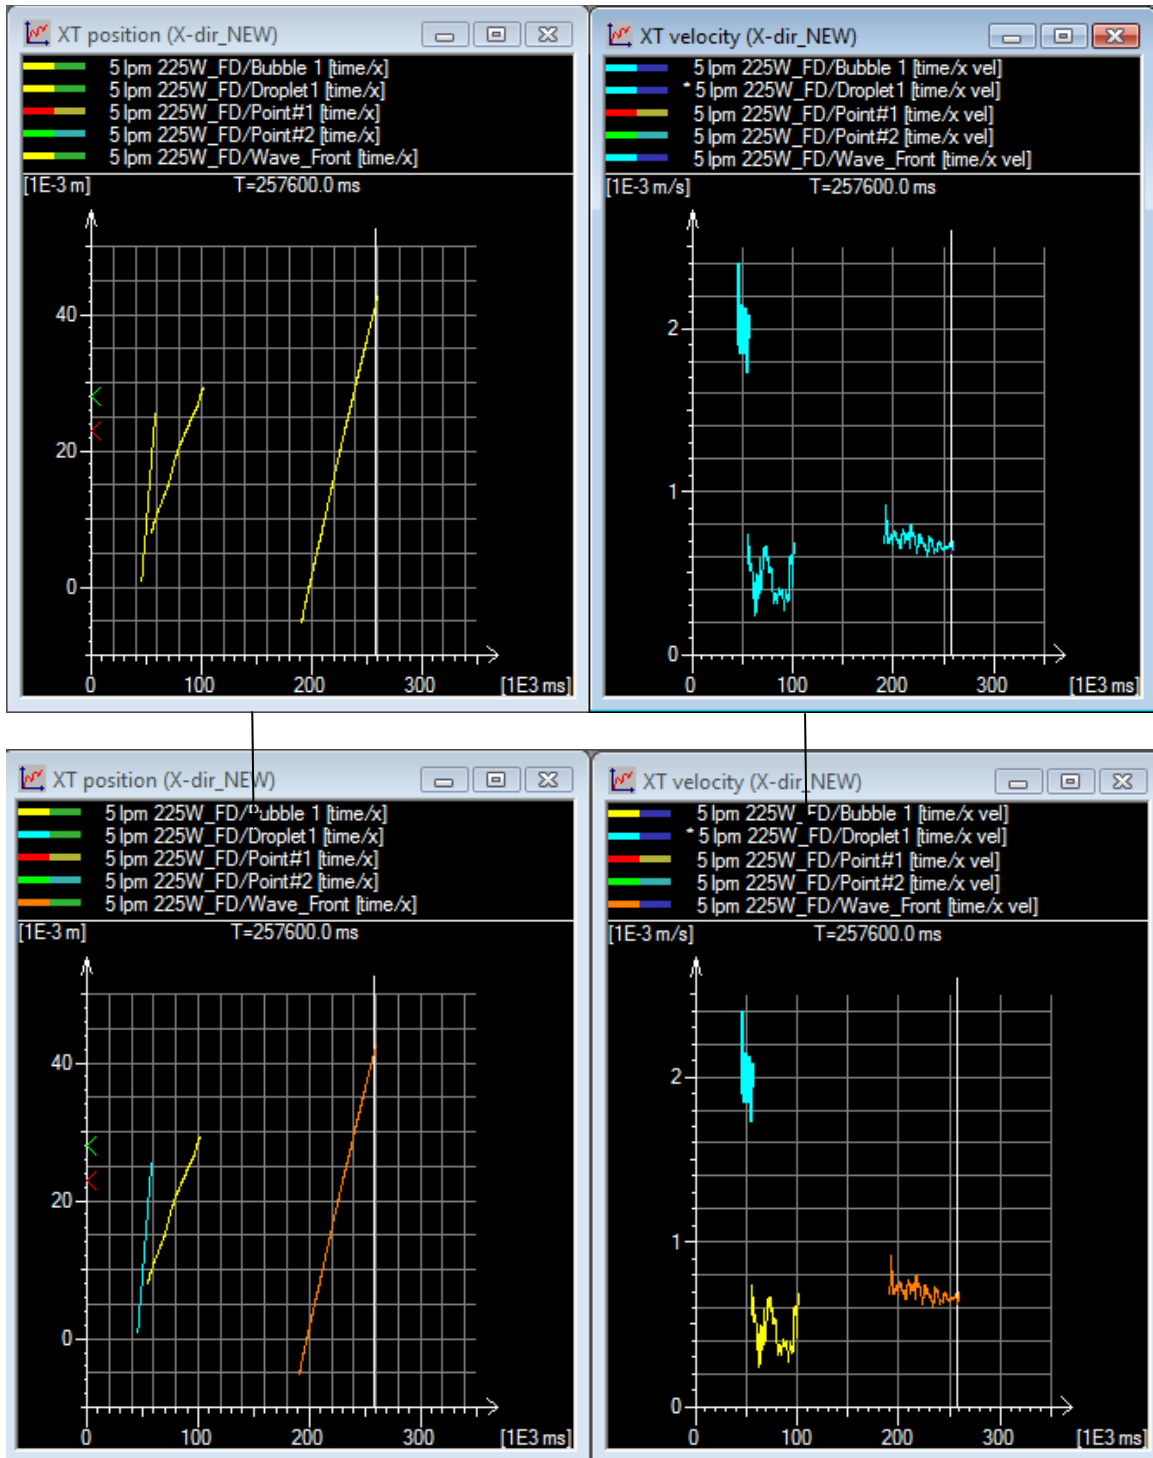 XT position (X-dir_NEW)
5 lpm 225W_FD/Bubble 1 [time/x]
5 lpm 225W_FD/Droplet1 [time/x]
5 lpm 225W_FD/Point#1 [time/x]
5 lpm 225W_FD/Point#2 [time/x]
5 lpm 225W_FD/Wave_Front [time/x]
[1E-3 m]
T=257600.0 ms
40
20
0
0 100 200 300 [1E3 ms]
XT velocity (X-dir_NEW)
5 lpm 225W_FD/Bubble 1 [time/x vel]
* 5 lpm 225W_FD/Droplet1 [time/x vel]
5 lpm 225W_FD/Point#1 [time/x vel]
5 lpm 225W_FD/Point#2 [time/x vel]
5 lpm 225W_FD/Wave_Front [time/x vel]
[1E-3 m/s]
T=257600.0 ms
2
1
0
0 100 200 300 [1E3 ms]
XT position (X-dir_NEW)
5 lpm 225W_FD/Bubble 1 [time/x]
5 lpm 225W_FD/Droplet1 [time/x]
5 lpm 225W_FD/Point#1 [time/x]
5 lpm 225W_FD/Point#2 [time/x]
5 lpm 225W_FD/Wave_Front [time/x]
[1E-3 m]
T=257600.0 ms
40
20
0
0 100 200 300 [1E3 ms]
XT velocity (X-dir_NEW)
5 lpm 225W_FD/Bubble 1 [time/x vel]
* 5 lpm 225W_FD/Droplet1 [time/x vel]
5 lpm 225W_FD/Point#1 [time/x vel]
5 lpm 225W_FD/Point#2 [time/x vel]
5 lpm 225W_FD/Wave_Front [time/x vel]
[1E-3 m/s]
T=257600.0 ms
2
1
0
0 100 200 300 [1E3 ms]